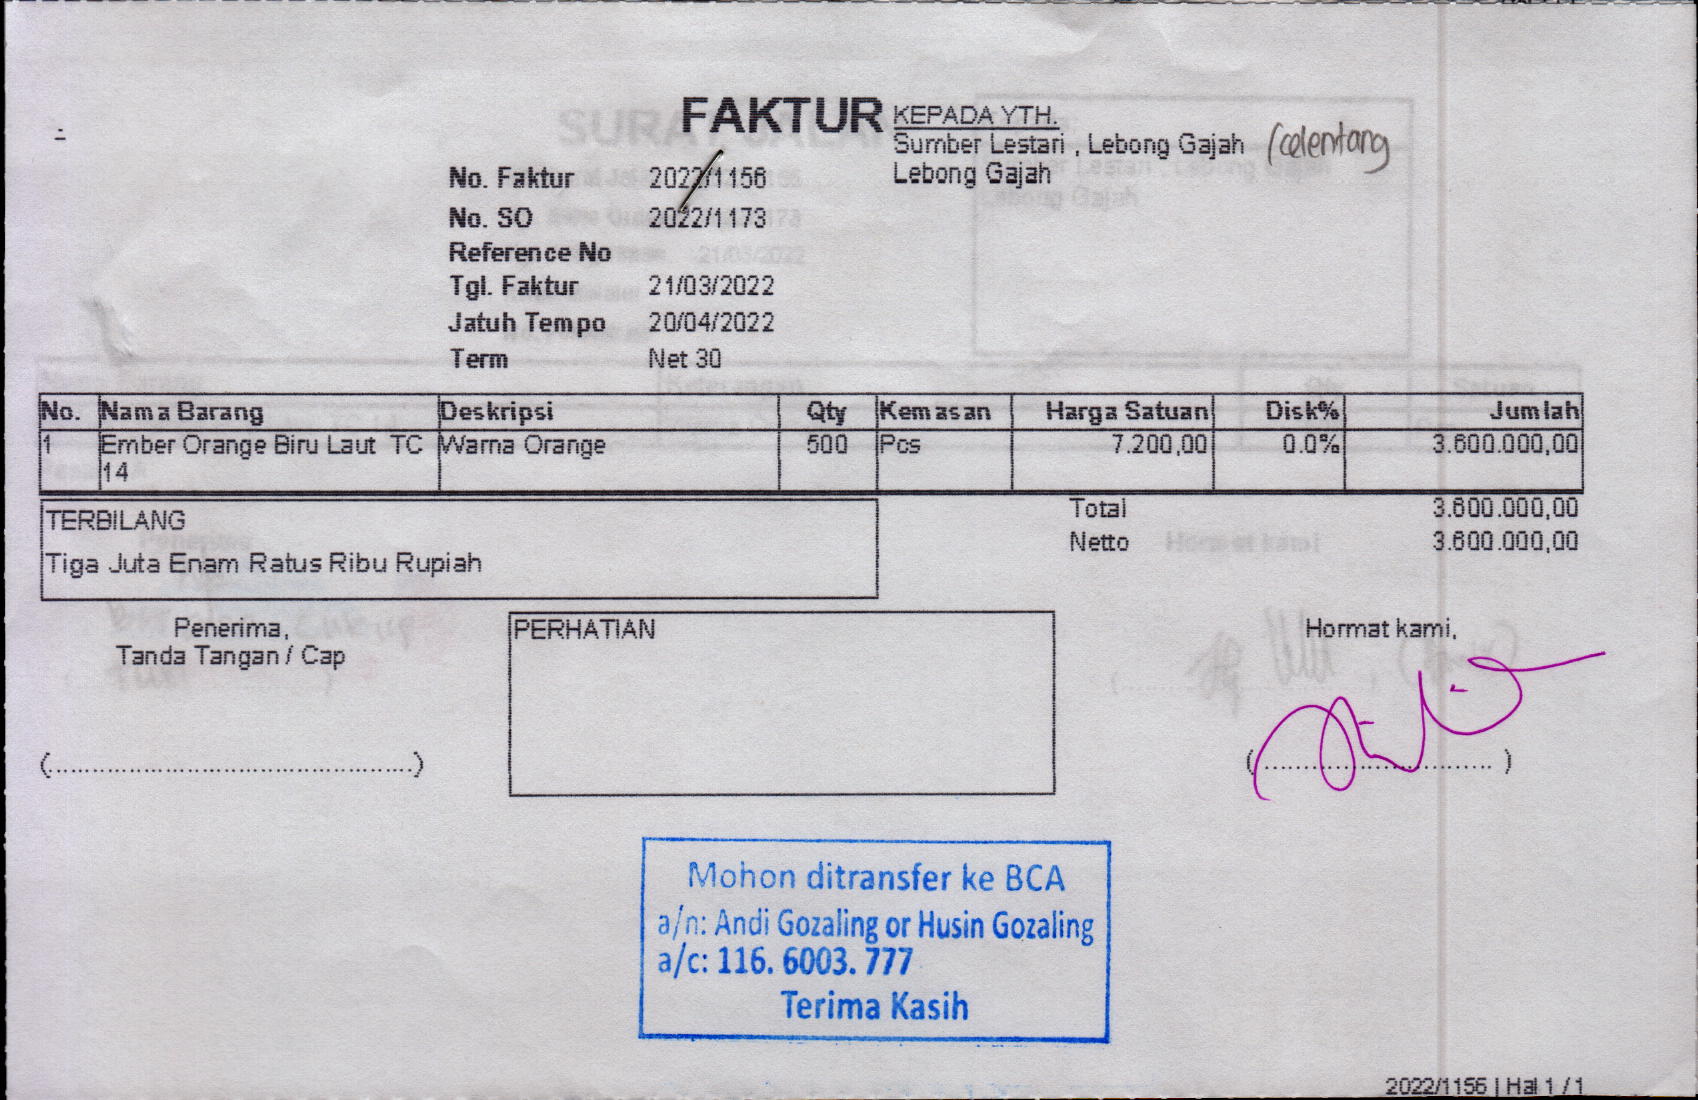 FAKTUR
KEPADA YTH.
Sumber Lestari , Lebong Gajah (celentang
Lebong Gajah
No. Faktur 2022/1156
No. SO 2022/1173
Reference No
Tgl. Faktur 21/03/2022
Jatuh Tempo 20/04/2022
Term Net 30
No. Nama Barang Deskripsi Qty Kemasan Harga Satuan Disk% Jumlah
1 Ember Orange Biru Laut TC Warna Orange 500 Pcs 7.200,00 0.0% 3.600.000,00
14
Total 3.600.000,00
Netto 3.600.000,00
TERBILANG
Tiga Juta Enam Ratus Ribu Rupiah
Penerima,
Tanda Tangan / Cap
PERHATIAN
Hormat kami,
Mohon ditransfer ke BCA
a/n: Andi Gozaling or Husin Gozaling
a/c: 116. 6003. 777
Terima Kasih
2022/1156 | Hal 1 / 1